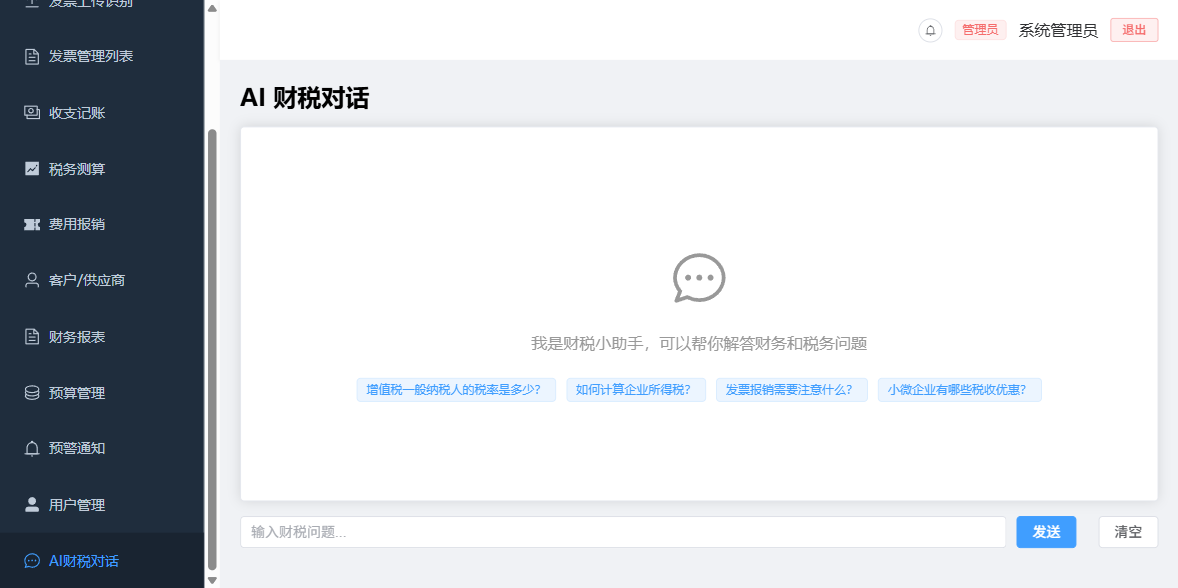 发票上传识别
发票管理列表
收支记账
税务测算
费用报销
客户/供应商
财务报表
预算管理
预警通知
用户管理
AI财税对话
管理员 系统管理员 退出
AI 财税对话
我是财税小助手，可以帮你解答财务和税务问题
增值税一般纳税人的税率是多少? 如何计算企业所得税? 发票报销需要注意什么? 小微企业有哪些税收优惠?
输入财税问题... 发送 清空